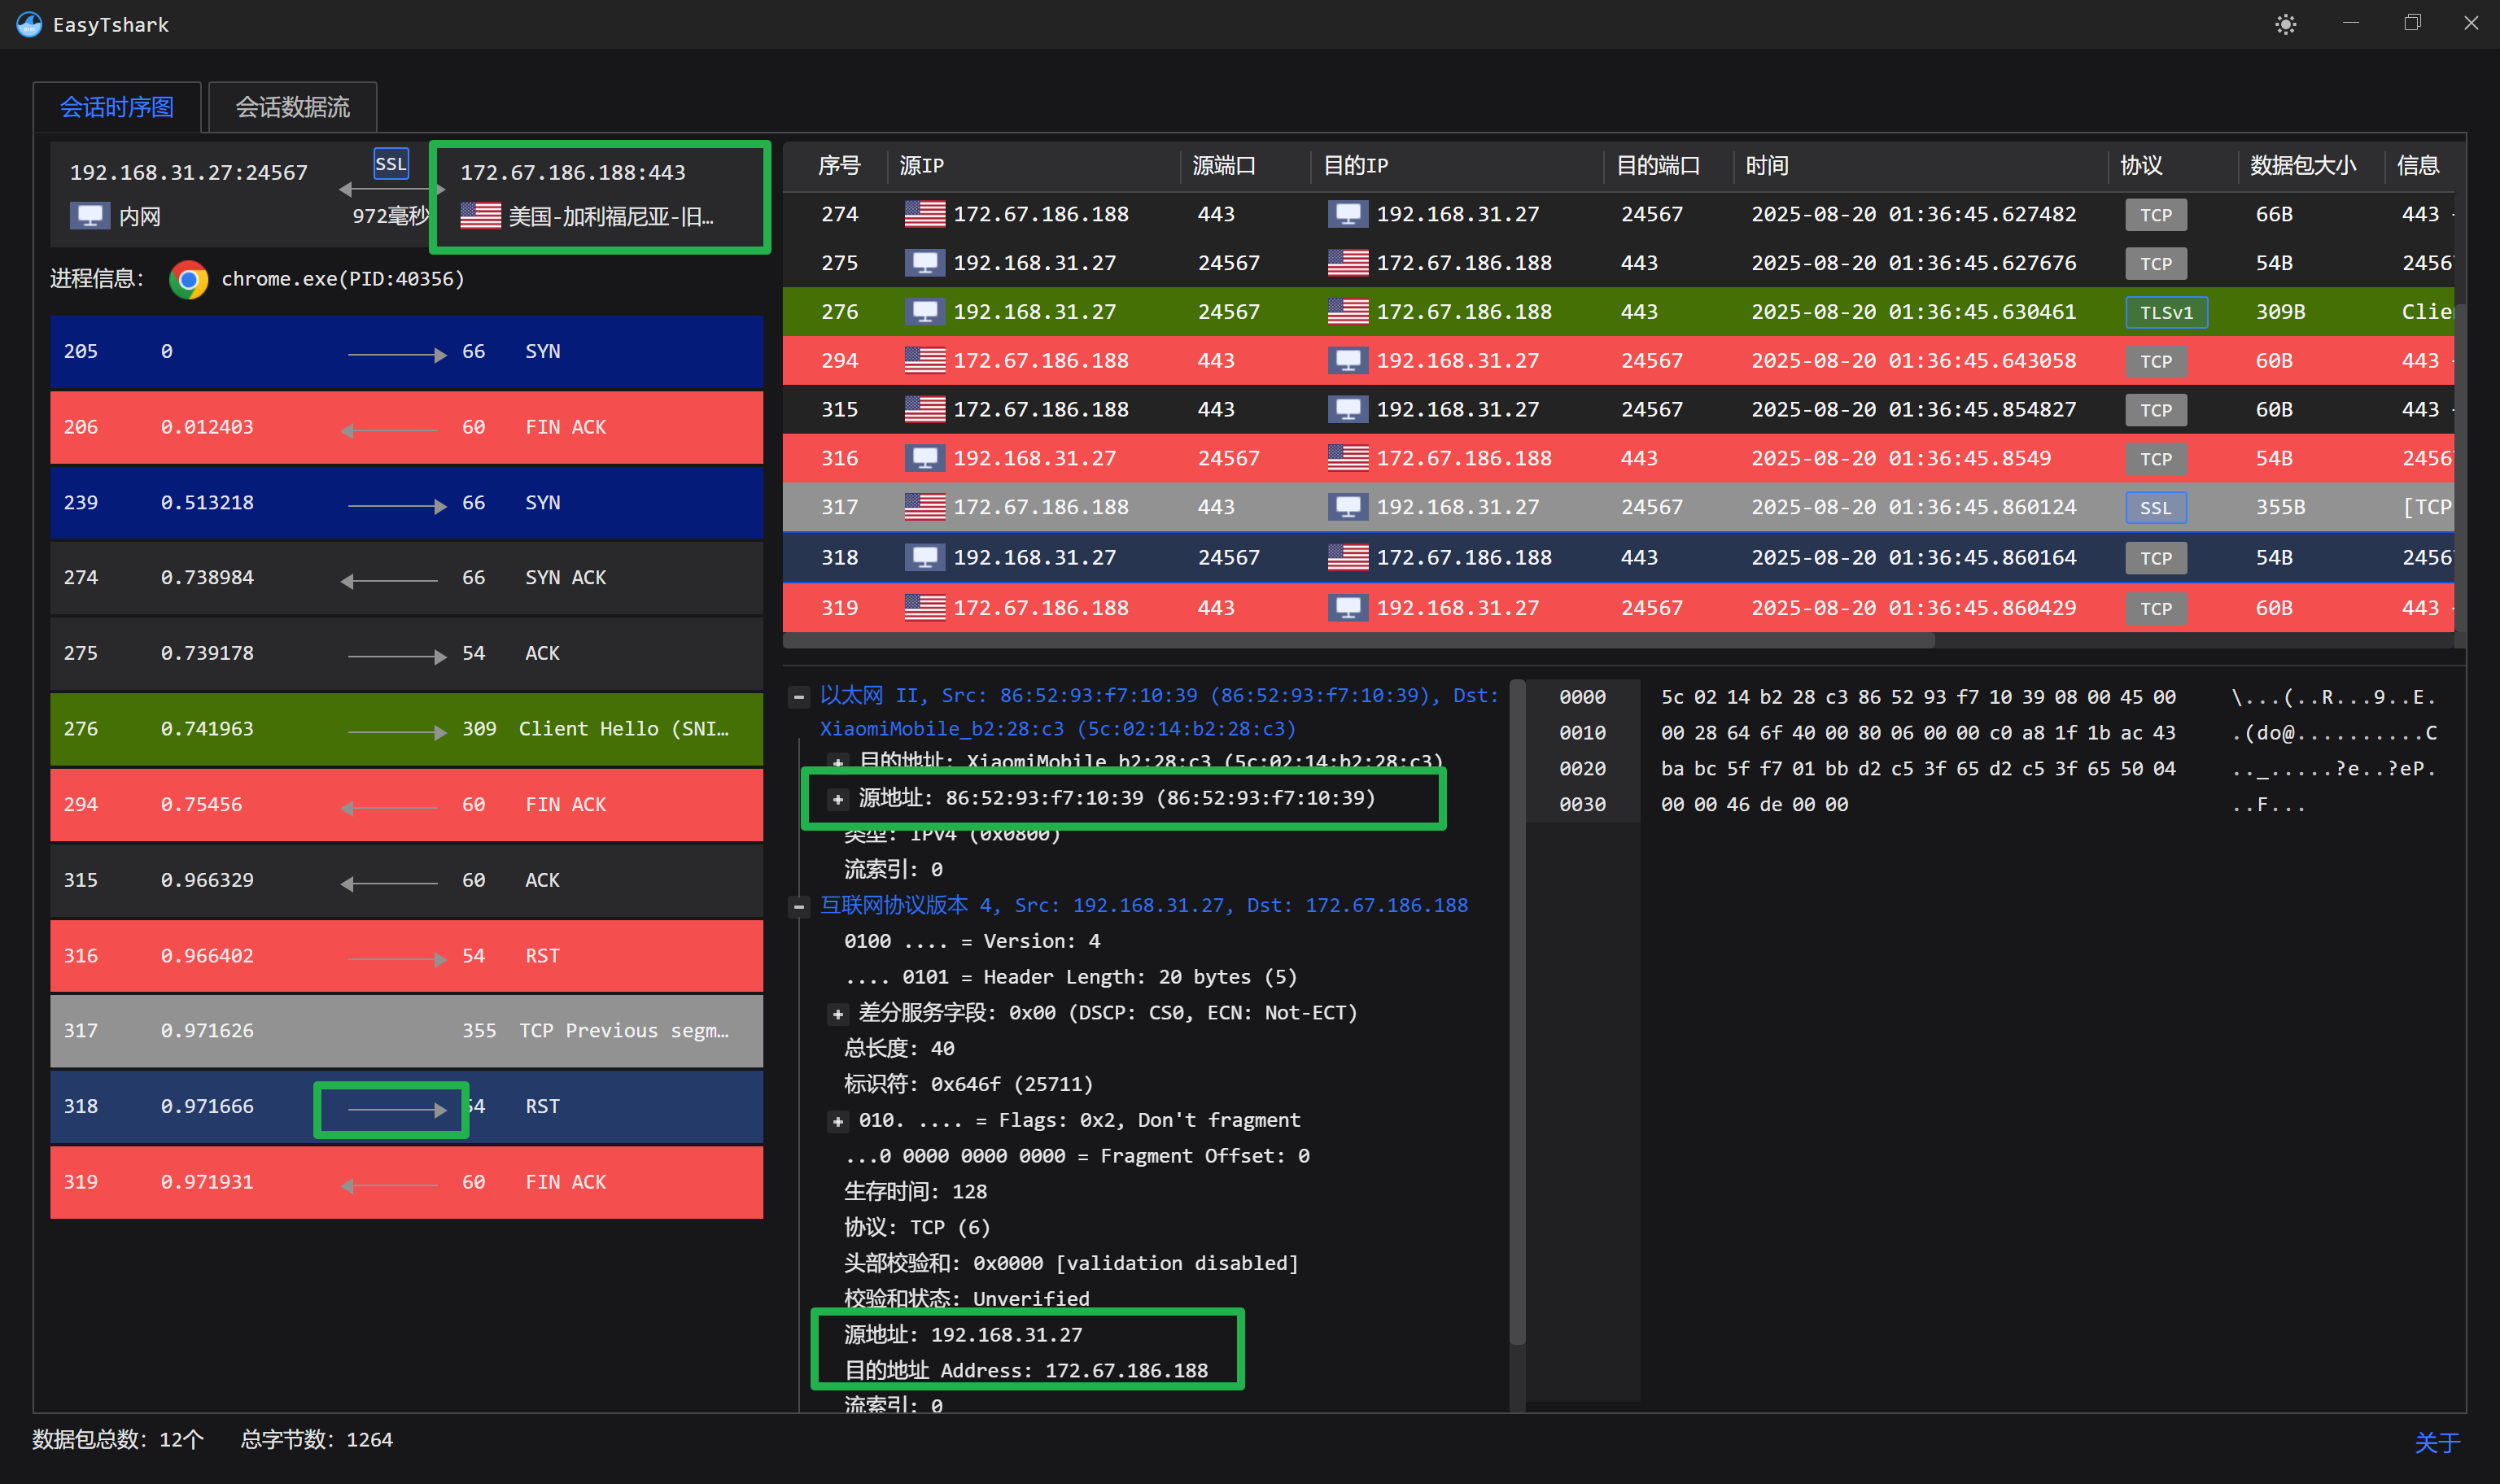 EasyTshark
会话时序图 会话数据流
192.168.31.27:24567 SSL 172.67.186.188:443
内网 972毫秒 美国-加利福尼亚-旧...
进程信息: chrome.exe(PID:40356)
205 0 66 SYN
206 0.012403 60 FIN ACK
239 0.513218 66 SYN
274 0.738984 66 SYN ACK
275 0.739178 54 ACK
276 0.741963 309 Client Hello (SNI...
294 0.75456 60 FIN ACK
315 0.966329 60 ACK
316 0.966402 54 RST
317 0.971626 355 TCP Previous segm...
318 0.971666 54 RST
319 0.971931 60 FIN ACK
序号 源IP 源端口 目的IP 目的端口 时间 协议 数据包大小 信息
274 172.67.186.188 443 192.168.31.27 24567 2025-08-20 01:36:45.627482 TCP 66B 443
275 192.168.31.27 24567 172.67.186.188 443 2025-08-20 01:36:45.627676 TCP 54B 2456
276 192.168.31.27 24567 172.67.186.188 443 2025-08-20 01:36:45.630461 TLSv1 309B Clie
294 172.67.186.188 443 192.168.31.27 24567 2025-08-20 01:36:45.643058 TCP 60B 443
315 172.67.186.188 443 192.168.31.27 24567 2025-08-20 01:36:45.854827 TCP 60B 443
316 192.168.31.27 24567 172.67.186.188 443 2025-08-20 01:36:45.8549 TCP 54B 2456
317 172.67.186.188 443 192.168.31.27 24567 2025-08-20 01:36:45.860124 SSL 355B [TCP
318 192.168.31.27 24567 172.67.186.188 443 2025-08-20 01:36:45.860164 TCP 54B 2456
319 172.67.186.188 443 192.168.31.27 24567 2025-08-20 01:36:45.860429 TCP 60B 443
以太网 II, Src: 86:52:93:f7:10:39 (86:52:93:f7:10:39), Dst:
XiaomiMobile_b2:28:c3 (5c:02:14:b2:28:c3)
目的地址: XiaomiMobile_b2:28:c3 (5c:02:14:b2:28:c3)
源地址: 86:52:93:f7:10:39 (86:52:93:f7:10:39)
类型: IPv4 (0x0800)
流索引: 0
互联网协议版本 4, Src: 192.168.31.27, Dst: 172.67.186.188
0100 .... = Version: 4
.... 0101 = Header Length: 20 bytes (5)
差分服务字段: 0x00 (DSCP: CS0, ECN: Not-ECT)
总长度: 40
标识符: 0x646f (25711)
010. .... = Flags: 0x2, Don't fragment
...0 0000 0000 0000 = Fragment Offset: 0
生存时间: 128
协议: TCP (6)
头部校验和: 0x0000 [validation disabled]
校验和状态: Unverified
源地址: 192.168.31.27
目的地址 Address: 172.67.186.188
流索引: 0
0000 5c 02 14 b2 28 c3 86 52 93 f7 10 39 08 00 45 00 \...(..R...9..E.
0010 00 28 64 6f 40 00 80 06 00 00 c0 a8 1f 1b ac 43 .(do@..........C
0020 ba bc 5f f7 01 bb d2 c5 3f 65 d2 c5 3f 65 50 04 .._.....?e..?eP.
0030 00 00 46 de 00 00 ..F...
数据包总数: 12个 总字节数: 1264
关于